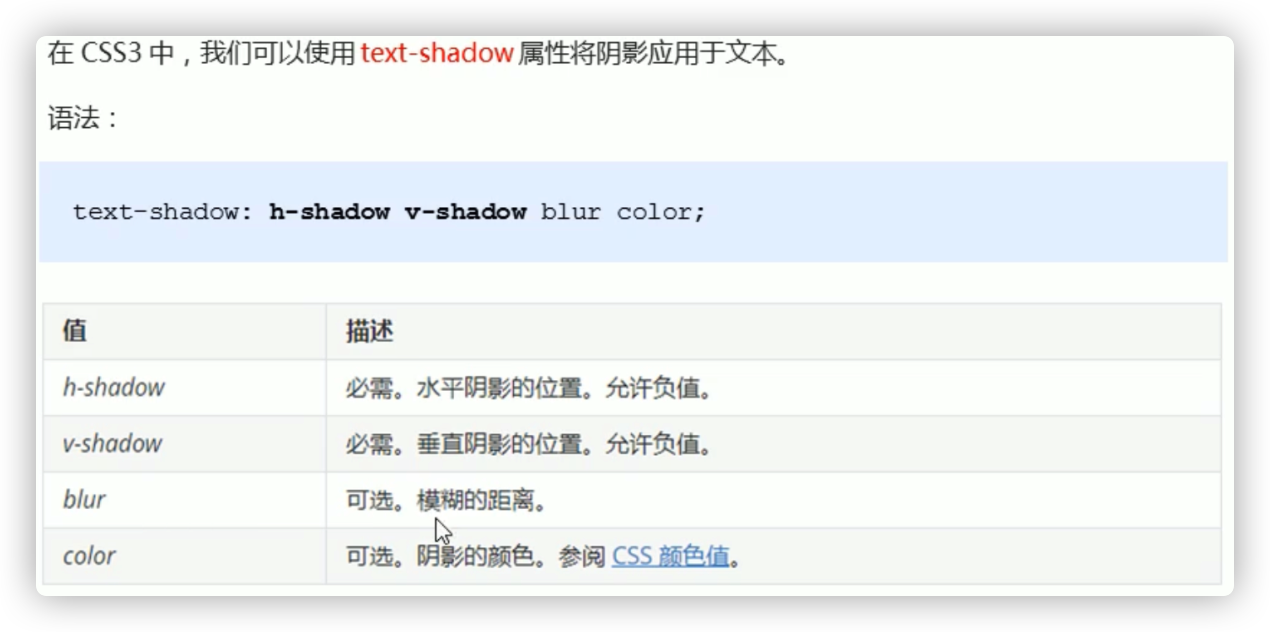 在 CSS3 中，我们可以使用 text-shadow 属性将阴影应用于文本。
语法：
text-shadow: h-shadow v-shadow blur color;
值 描述
h-shadow 必需。水平阴影的位置。允许负值。
v-shadow 必需。垂直阴影的位置。允许负值。
blur 可选。模糊的距离。
color 可选。阴影的颜色。参阅 CSS 颜色值。